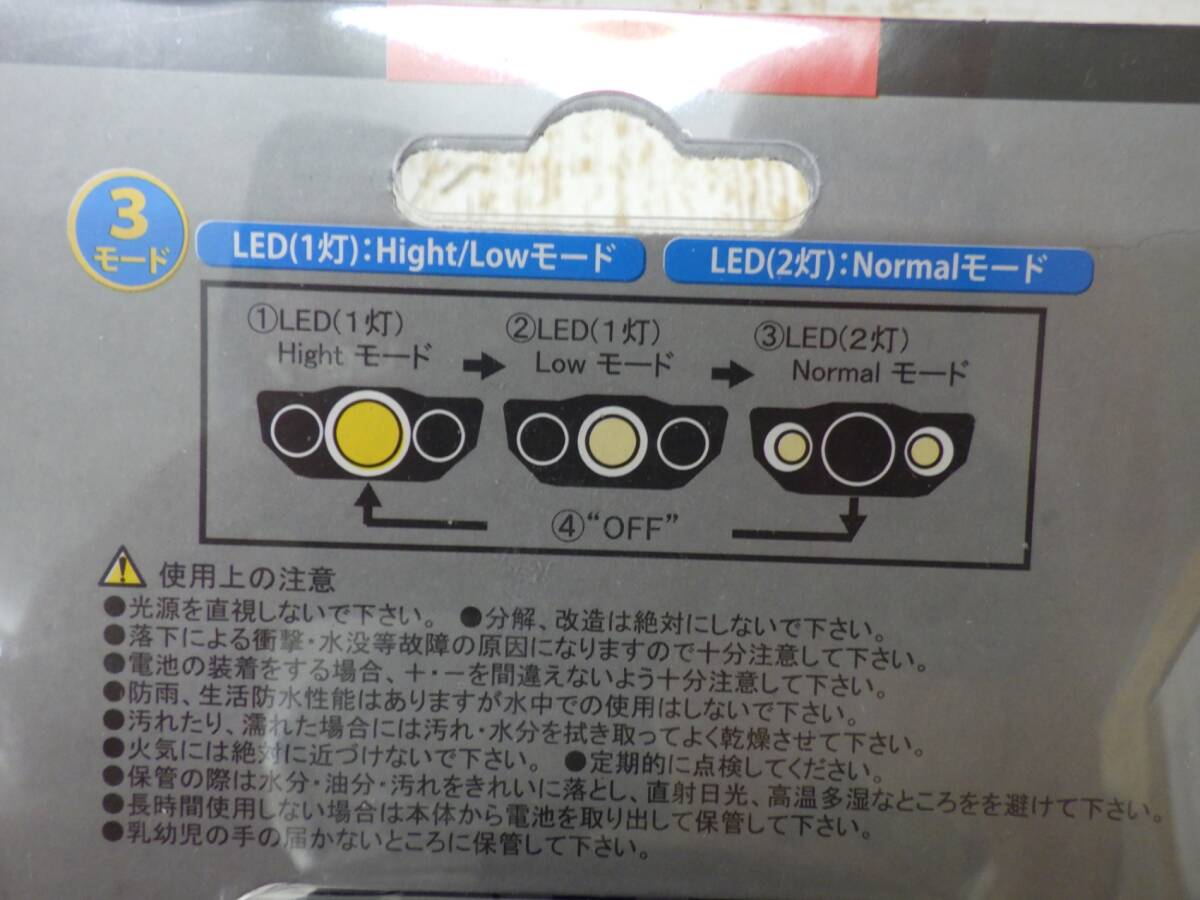 3
モード
LED(1灯):Hight/Lowモード
LED(2灯):Normalモード
①LED(1灯)
Hight モード
②LED(1灯)
Low モード
③LED(2灯)
Normal モード
④“OFF”
使用上の注意
●光源を直視しないで下さい。 ●分解、改造は絶対にしないで下さい。
●落下による衝撃・水没等故障の原因になりますので十分注意して下さい。
●電池の装着をする場合、＋・－を間違えないよう十分注意して下さい。
●防雨、生活防水性能はありますが水中での使用はしないで下さい。
●汚れたり、濡れた場合には汚れ・水分を拭き取ってよく乾燥させて下さい。
●火気には絶対に近づけないで下さい。 ●定期的に点検してください。
●保管の際は水分・油分・汚れをきれいに落とし、直射日光、高温多湿なところをを避けて下さい。
●長時間使用しない場合は本体から電池を取り出して保管して下さい。
●乳幼児の手の届かないところに保管して下さい。